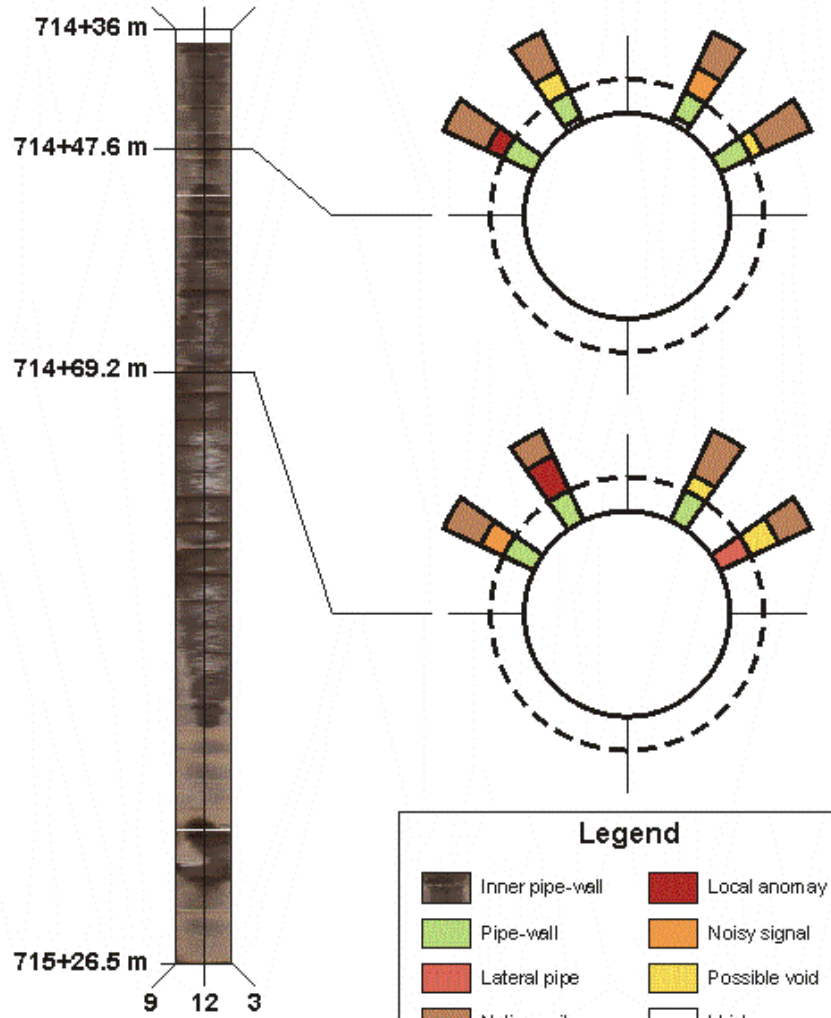 714+36 m
714+47.6 m
714+69.2 m
715+26.5 m
9 12 3
Legend
Inner pipe-wall
Local anomay
Pipe-wall
Noisy signal
Lateral pipe
Possible void